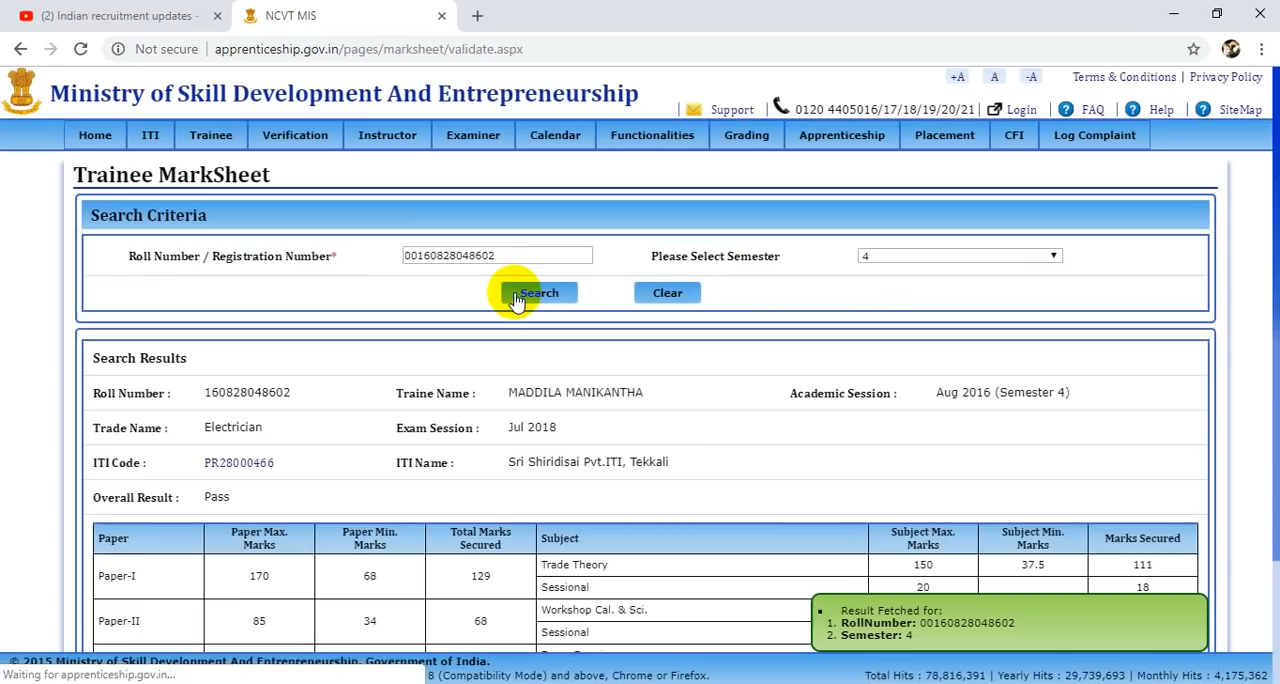 (2) Indian recruitment updates -
NCVT MIS
Not secure | apprenticeship.gov.in/pages/marksheet/validate.aspx
+A A -A Terms & Conditions | Privacy Policy
Ministry of Skill Development And Entrepreneurship
| Support | 0120 4405016/17/18/19/20/21 | Login | FAQ | Help | SiteMap
Home ITI Trainee Verification Instructor Examiner Calendar Functionalities Grading Apprenticeship Placement CFI Log Complaint
Trainee MarkSheet
Search Criteria
Roll Number / Registration Number* 00160828048602 Please Select Semester 4
Search Clear
Search Results
Roll Number : 160828048602 Traine Name : MADDILA MANIKANTHA Academic Session : Aug 2016 (Semester 4)
Trade Name : Electrician Exam Session : Jul 2018
ITI Code : PR28000466 ITI Name : Sri Shiridisai Pvt.ITI, Tekkali
Overall Result : Pass
Paper Paper Max. Marks Paper Min. Marks Total Marks Secured Subject Subject Max. Marks Subject Min. Marks Marks Secured
Paper-I 170 68 129 Trade Theory 150 37.5 111
Sessional 20 18
Paper-II 85 34 68 Workshop Cal. & Sci.
Sessional
Result Fetched for:
1. RollNumber: 00160828048602
2. Semester: 4
© 2015 Ministry of Skill Development And Entrepreneurship, Government of India.
Waiting for apprenticeship.gov.in...
8 (Compatibility Mode) and above, Chrome or Firefox.
Total Hits : 78,816,391 | Yearly Hits : 29,739,693 | Monthly Hits : 4,175,362